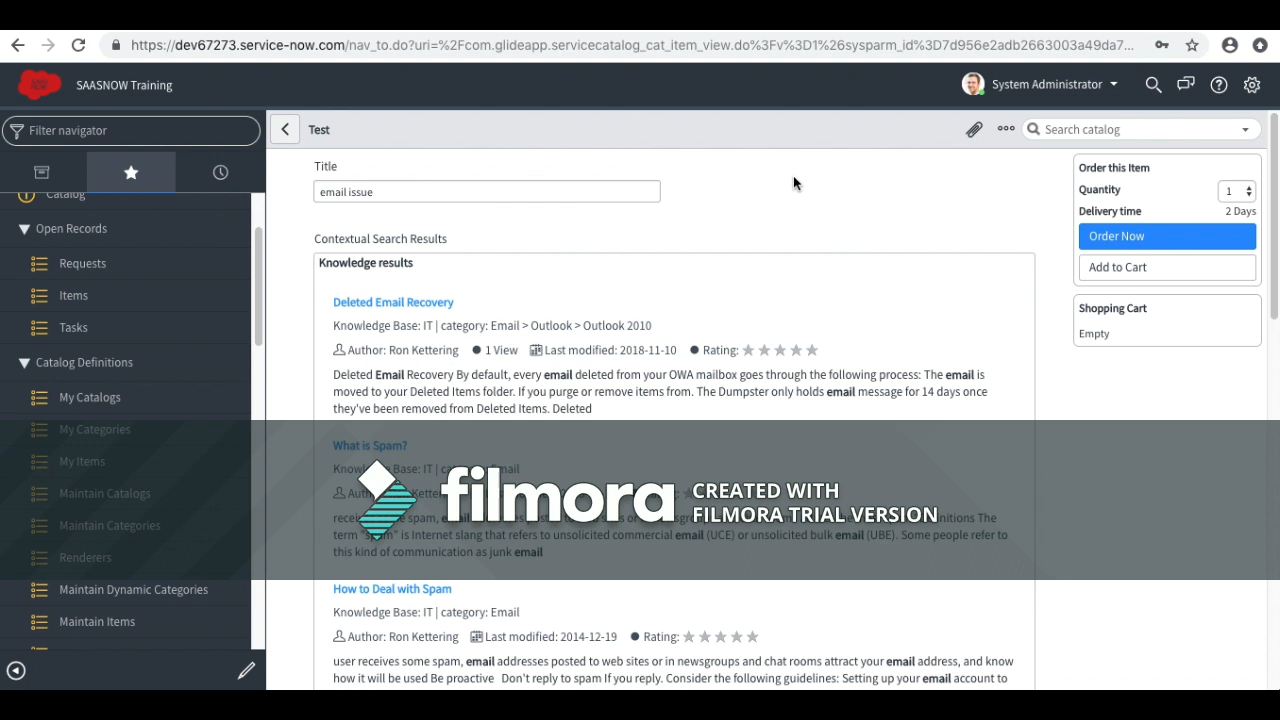 https://dev67273.service-now.com/nav_to.do?uri=%2Fcom.glideapp.servicecatalog_cat_item_view.do%3Fv%3D1%26sysparm_id%3D7d956e2adb2663003a49da7...
SAASNOW Training
System Administrator
Filter navigator
Test
Search catalog
Catalog
Open Records
Requests
Items
Tasks
Catalog Definitions
My Catalogs
My Categories
My Items
Maintain Catalogs
Maintain Categories
Renderers
Maintain Dynamic Categories
Maintain Items
Title
email issue
Contextual Search Results
Knowledge results
Deleted Email Recovery
Knowledge Base: IT | category: Email > Outlook > Outlook 2010
Author: Ron Kettering 1 View Last modified: 2018-11-10 Rating:
Deleted Email Recovery By default, every email deleted from your OWA mailbox goes through the following process: The email is
moved to your Deleted Items folder. If you purge or remove items from. The Dumpster only holds email message for 14 days once
they've been removed from Deleted Items. Deleted
What is Spam?
filmora
CREATED WITH
FILMORA TRIAL VERSION
term "spam" is Internet slang that refers to unsolicited commercial email (UCE) or unsolicited bulk email (UBE). Some people refer to
this kind of communication as junk email
How to Deal with Spam
Knowledge Base: IT | category: Email
Author: Ron Kettering Last modified: 2014-12-19 Rating:
user receives some spam, email addresses posted to web sites or in newsgroups and chat rooms attract your email address, and know
how it will be used Be proactive Don't reply to spam If you reply. Consider the following guidelines: Setting up your email account to
Order this Item
Quantity 1
Delivery time 2 Days
Order Now
Add to Cart
Shopping Cart
Empty